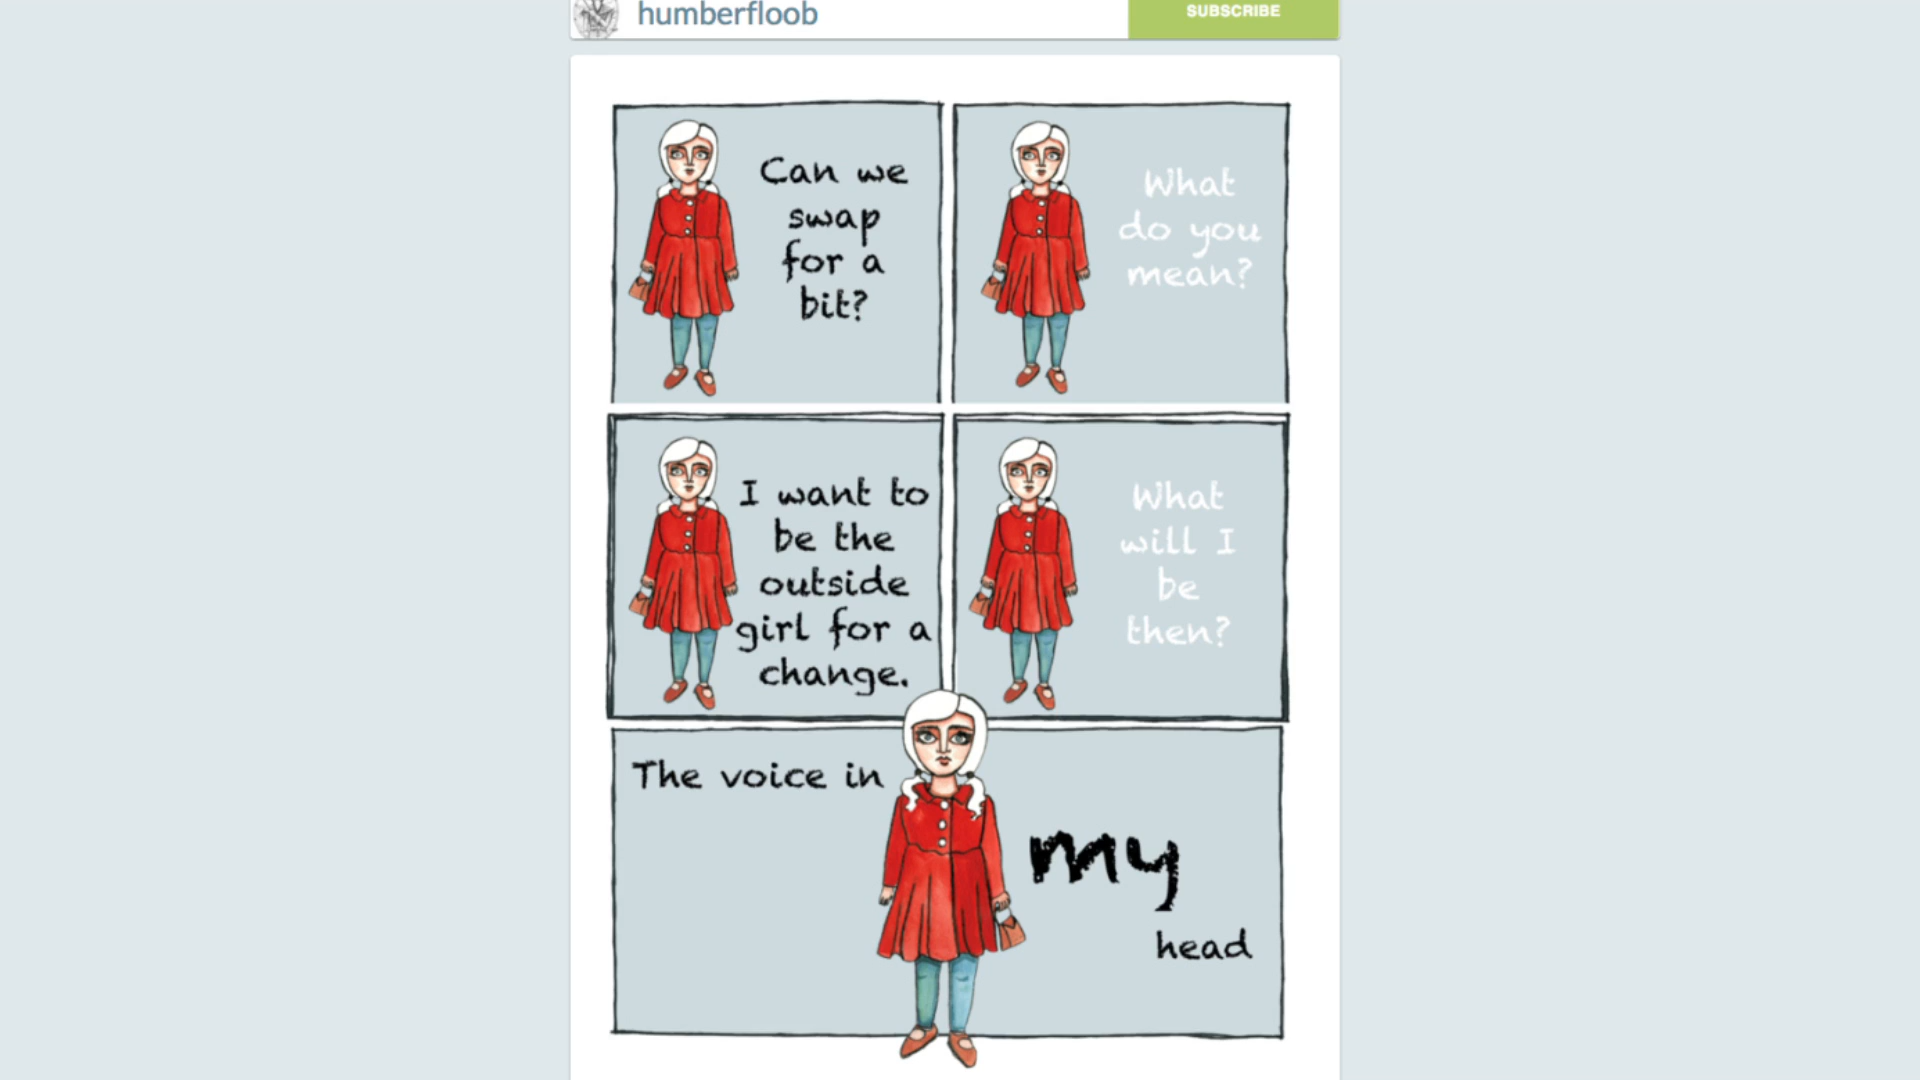 humberfloob
SUBSCRIBE
Can we
swap
for a
bit?
What
do you
mean?
I want to
be the
outside
girl for a
change.
What
will I
be
then?
The voice in
my
head